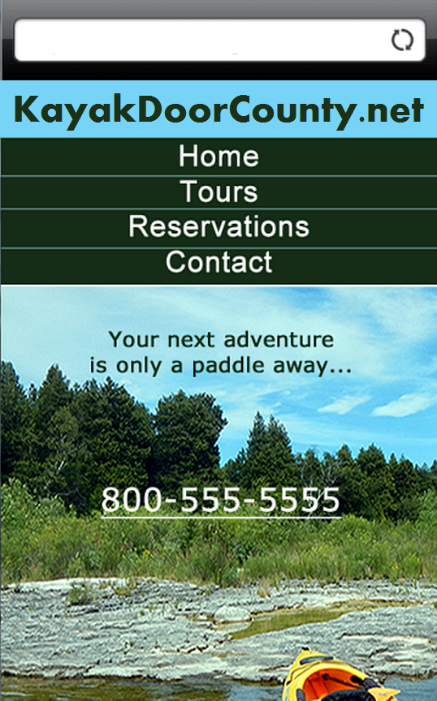 KayakDoorCounty.net
Home
Tours
Reservations
Contact
Your next adventure
is only a paddle away...
800-555-5555